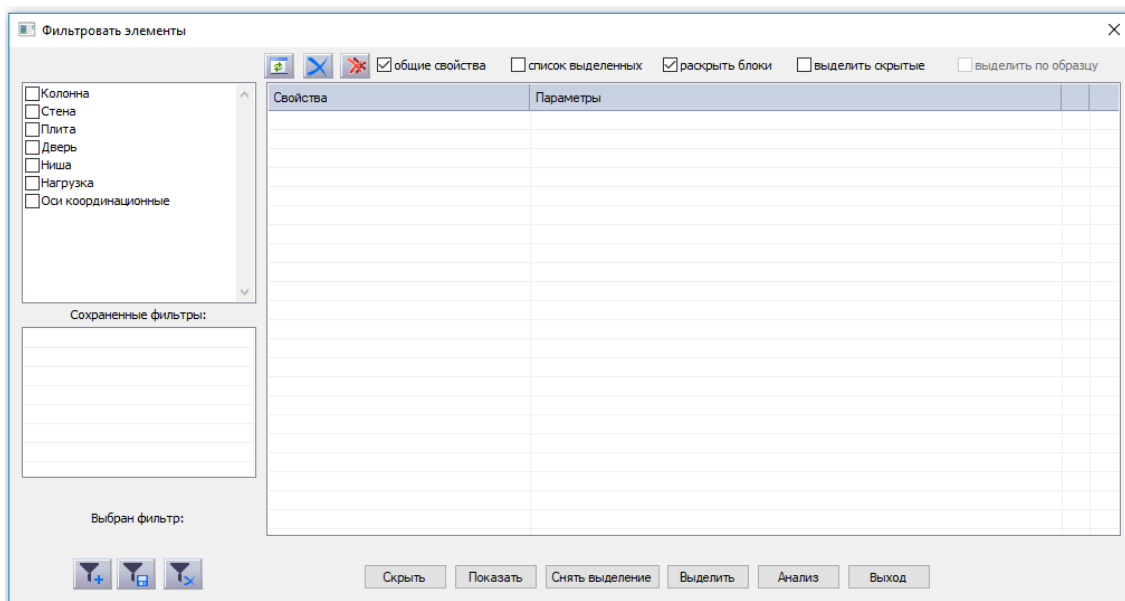 Фильтровать элементы
общие свойства список выделенных раскрыть блоки выделить скрытые выделить по образцу
Колонна
Стена
Плита
Дверь
Ниша
Нагрузка
Оси координационные
Свойства Параметры
Сохраненные фильтры:
Выбран фильтр:
Скрыть Показать Снять выделение Выделить Анализ Выход